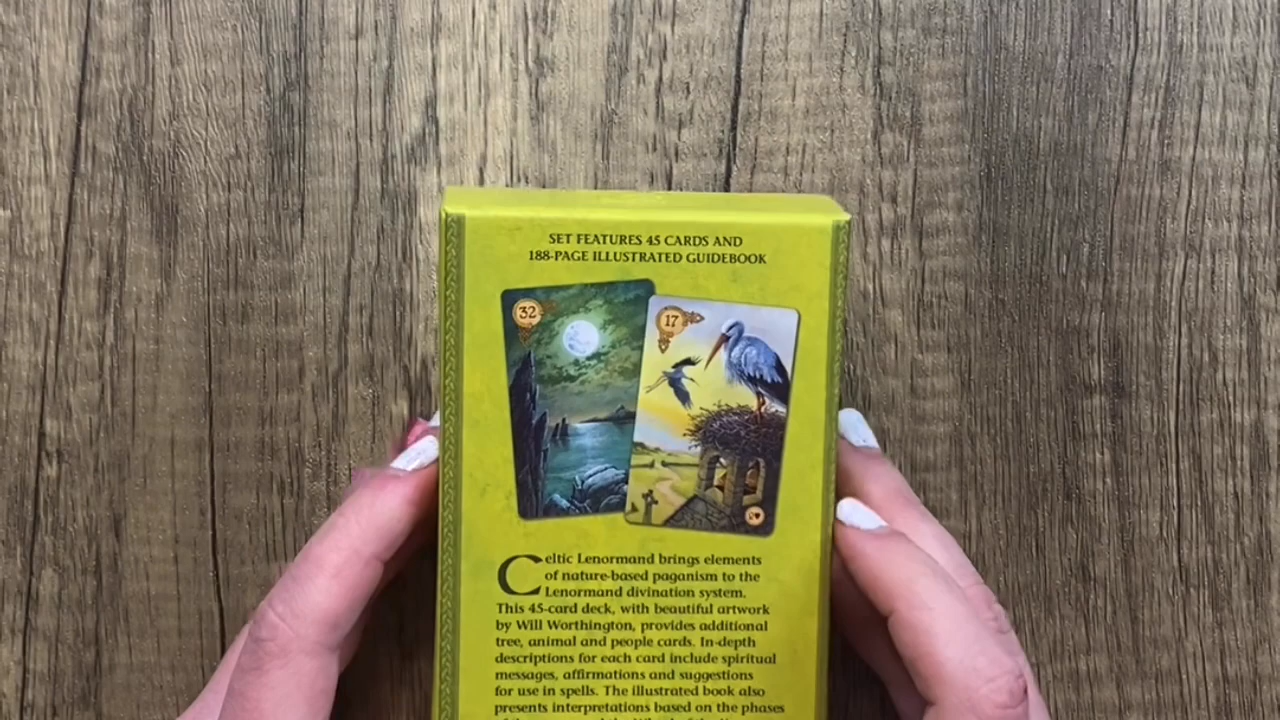 SET FEATURES 45 CARDS AND
188-PAGE ILLUSTRATED GUIDEBOOK
32
17
Celtic Lenormand brings elements
of nature-based paganism to the
Lenormand divination system.
This 45-card deck, with beautiful artwork
by Will Worthington, provides additional
tree, animal and people cards. In-depth
descriptions for each card include spiritual
messages, affirmations and suggestions
for use in spells. The illustrated book also
presents interpretations based on the phases